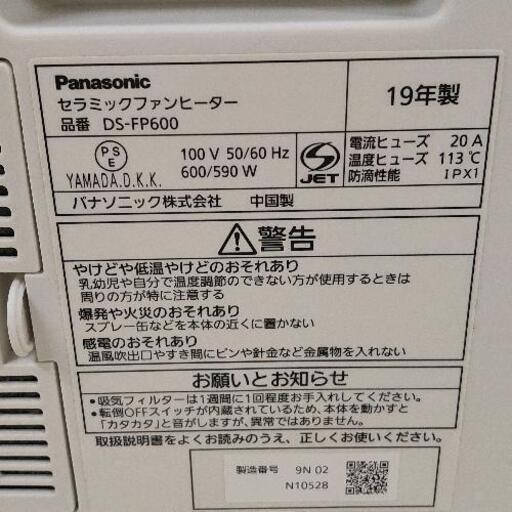 Panasonic
セラミックファンヒーター
品番 DS-FP600
19年製
PSE
YAMADA.D.K.K.
100 V 50/60 Hz
600/590 W
JET
電流ヒューズ 20 A
温度ヒューズ 113℃
防滴性能 IPX1
パナソニック株式会社 中国製
警告
やけどや低温やけどのおそれあり
乳幼児や自分で温度調節のできない方が使用するときは
周りの方が特に注意する
爆発や火災のおそれあり
スプレー缶などを本体の近くに置かない
感電のおそれあり
温風吹出口やすき間にピンや針金など金属物を入れない
お願いとお知らせ
•吸気フィルターは1週間に1回程度お手入れしてください。
•転倒OFFスイッチが内蔵されているため、本体を動かすと
「カタカタ」と音がしますが、異常ではありません。
取扱説明書をよくお読みのうえ、正しくお使いください。
製造番号 9N 02
N10528